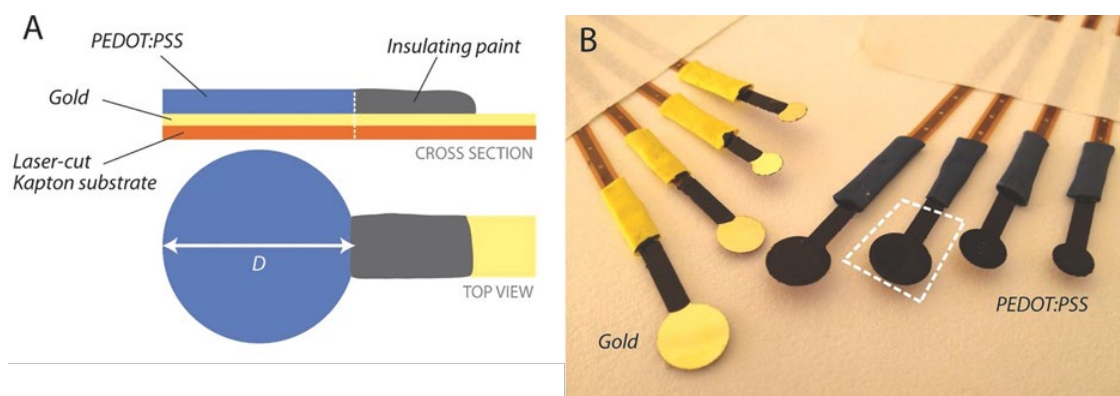 A
PEDOT:PSS
Insulating paint
Gold
Laser-cut
Kapton substrate
CROSS SECTION
D
TOP VIEW
B
PEDOT:PSS
Gold